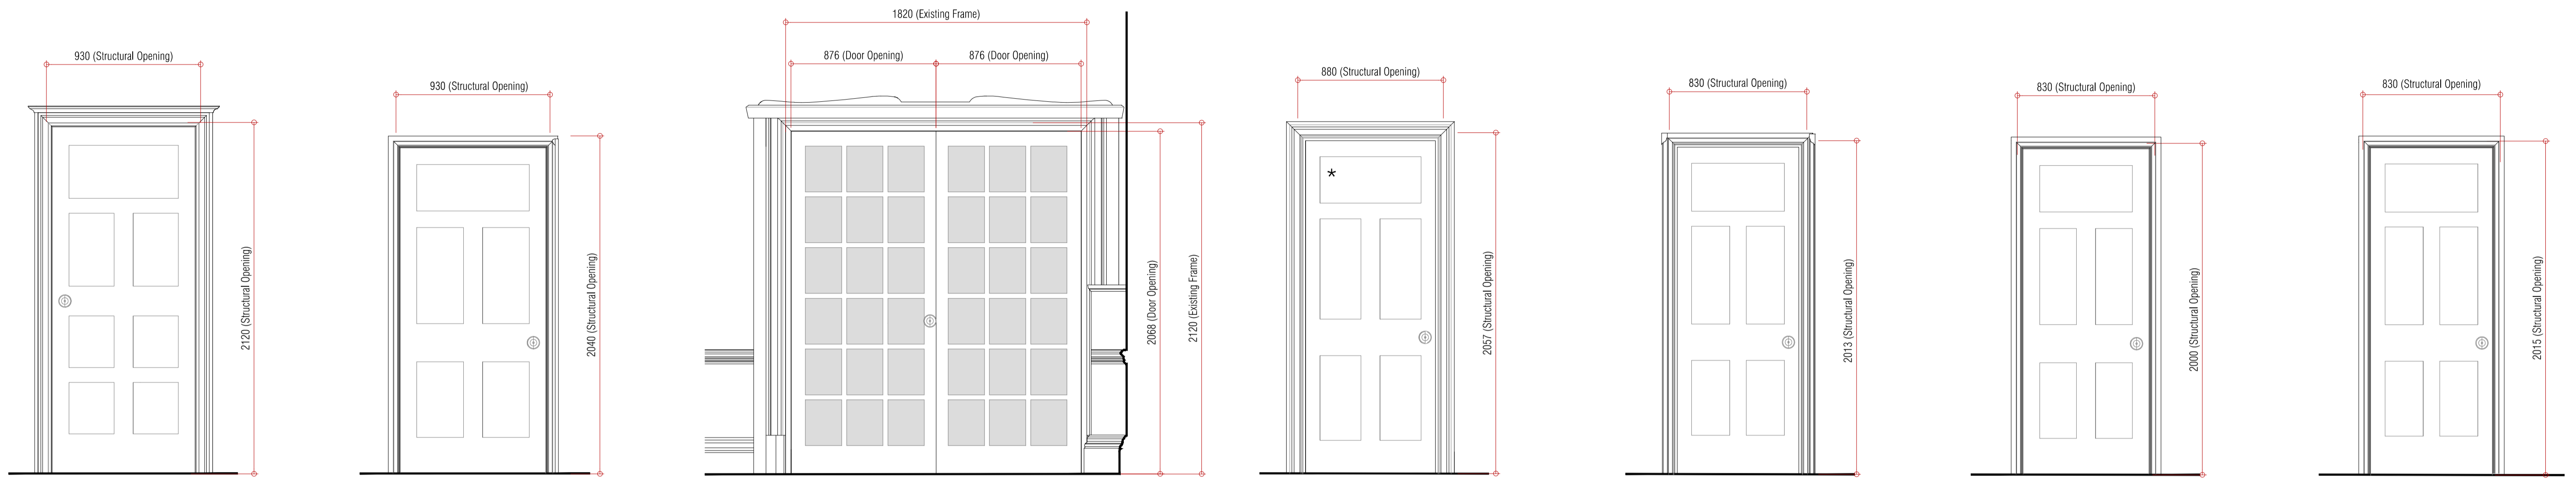 930 (Structural Opening)
2120 (Structural Opening)
930 (Structural Opening)
2040 (Structural Opening)
1820 (Existing Frame)
876 (Door Opening)
876 (Door Opening)
2068 (Door Opening)
2120 (Existing Frame)
880 (Structural Opening)
*
2057 (Structural Opening)
830 (Structural Opening)
2013 (Structural Opening)
830 (Structural Opening)
2000 (Structural Opening)
830 (Structural Opening)
2015 (Structural Opening)